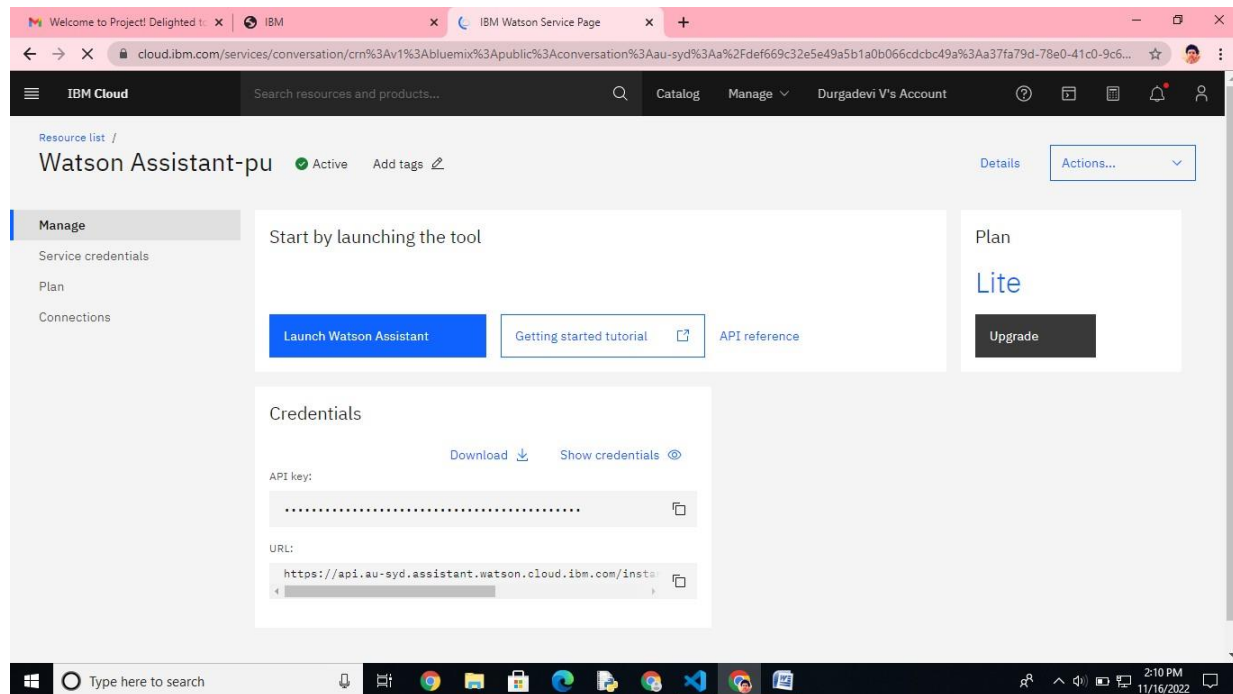 Welcome to Project! Delighted to
IBM
IBM Watson Service Page
cloud.ibm.com/services/conversation/crn%3Av1%3Abluemix%3Apublic%3Aconversation%3Aau-syd%3Aa%2Fdef669c32e5e49a5b1a0b066cdcbc49a%3Aa37fa79d-78e0-41c0-9c6...
IBM Cloud Search resources and products... Catalog Manage Durgadevi V's Account
Resource list /
Watson Assistant-pu Active Add tags Details Actions...
Manage
Service credentials
Plan
Connections
Start by launching the tool
Launch Watson Assistant Getting started tutorial API reference
Plan
Lite
Upgrade
Credentials
Download Show credentials
API key:
URL:
https://api.au-syd.assistant.watson.cloud.ibm.com/insta
Type here to search
2:10 PM
11/16/2022